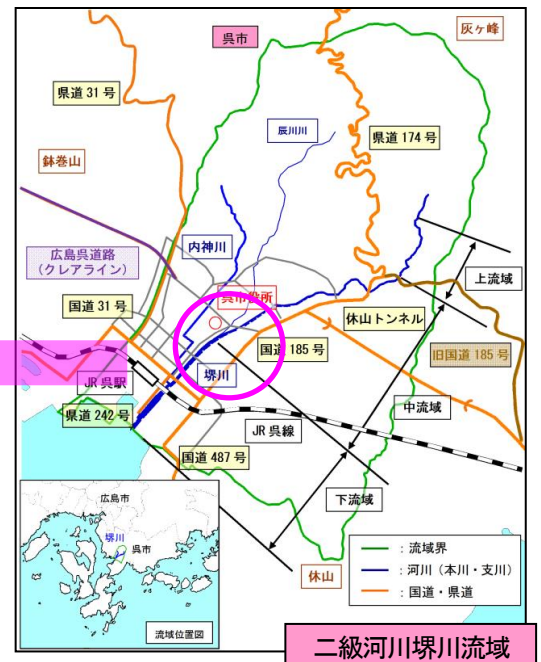 呉市
灰ヶ峰
県道 31 号
辰川川
県道 174 号
鉢巻山
内神川
広島呉道路
（クレアライン）
上流域
呉市役所
国道 31 号
休山トンネル
国道 185 号
旧国道 185 号
JR 呉駅
堺川
中流域
県道 242 号
JR 呉線
国道 487 号
下流域
広島市
堺川
呉市
流域位置図
休山
：流域界
：河川（本川・支川）
：国道・県道
二級河川堺川流域